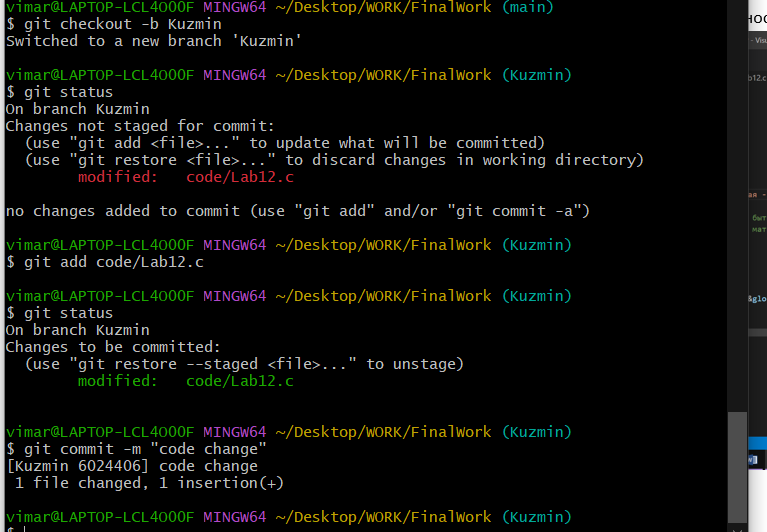 vimar@LAPTOP-LCL4O0OF MINGW64 ~/Desktop/WORK/FinalWork (main)
$ git checkout -b Kuzmin
Switched to a new branch 'Kuzmin'
vimar@LAPTOP-LCL4O0OF MINGW64 ~/Desktop/WORK/FinalWork (Kuzmin)
$ git status
On branch Kuzmin
Changes not staged for commit:
  (use "git add <file>..." to update what will be committed)
  (use "git restore <file>..." to discard changes in working directory)
        modified:   code/Lab12.c
no changes added to commit (use "git add" and/or "git commit -a")
vimar@LAPTOP-LCL4O0OF MINGW64 ~/Desktop/WORK/FinalWork (Kuzmin)
$ git add code/Lab12.c
vimar@LAPTOP-LCL4O0OF MINGW64 ~/Desktop/WORK/FinalWork (Kuzmin)
$ git status
On branch Kuzmin
Changes to be committed:
  (use "git restore --staged <file>..." to unstage)
        modified:   code/Lab12.c
vimar@LAPTOP-LCL4O0OF MINGW64 ~/Desktop/WORK/FinalWork (Kuzmin)
$ git commit -m "code change"
[Kuzmin 6024406] code change
 1 file changed, 1 insertion(+)
vimar@LAPTOP-LCL4O0OF MINGW64 ~/Desktop/WORK/FinalWork (Kuzmin)
$